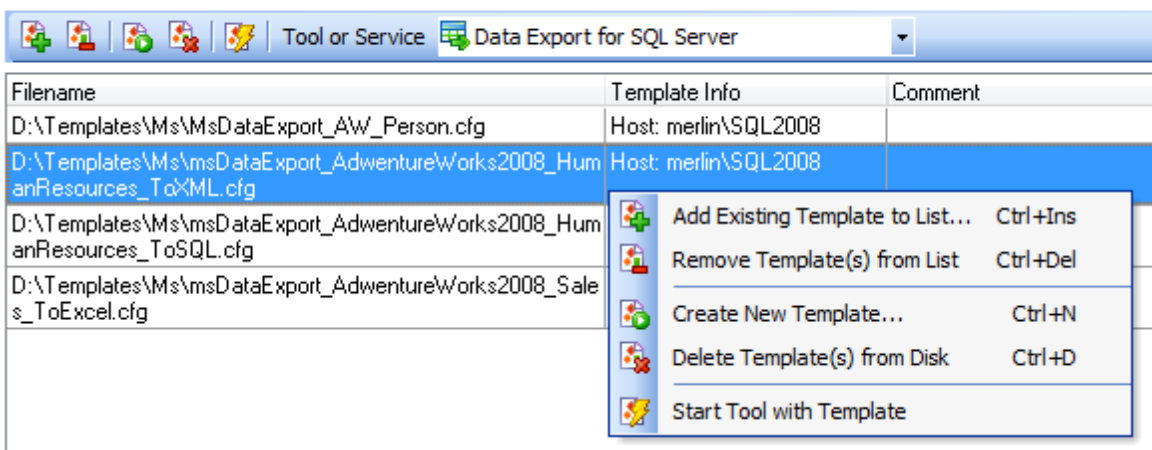 Tool or Service Data Export for SQL Server
Filename Template Info Comment
D:\Templates\Ms\MsDataExport_AW_Person.cfg Host: merlin\SQL2008
D:\Templates\Ms\msDataExport_AdwentureWorks2008_Hum Host: merlin\SQL2008
anResources_ToXML.cfg
Add Existing Template to List... Ctrl+Ins
D:\Templates\Ms\msDataExport_AdwentureWorks2008_Hum
anResources_ToSQL.cfg
Remove Template(s) from List Ctrl+Del
D:\Templates\Ms\msDataExport_AdwentureWorks2008_Sale
s_ToExcel.cfg
Create New Template... Ctrl+N
Delete Template(s) from Disk Ctrl+D
Start Tool with Template